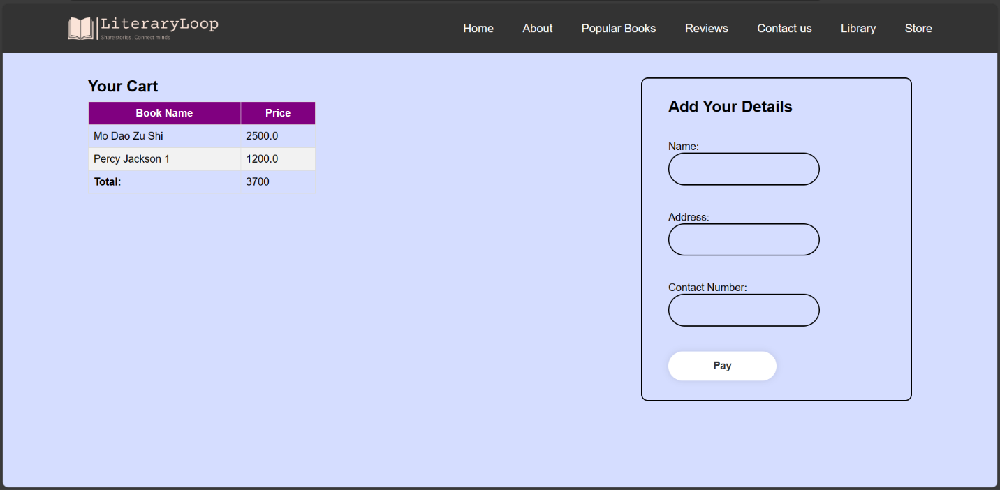 LiteraryLoop
Share stories , Connect minds
Home About Popular Books Reviews Contact us Library Store
Your Cart
Book Name Price
Mo Dao Zu Shi 2500.0
Percy Jackson 1 1200.0
Total: 3700
Add Your Details
Name:
Address:
Contact Number:
Pay